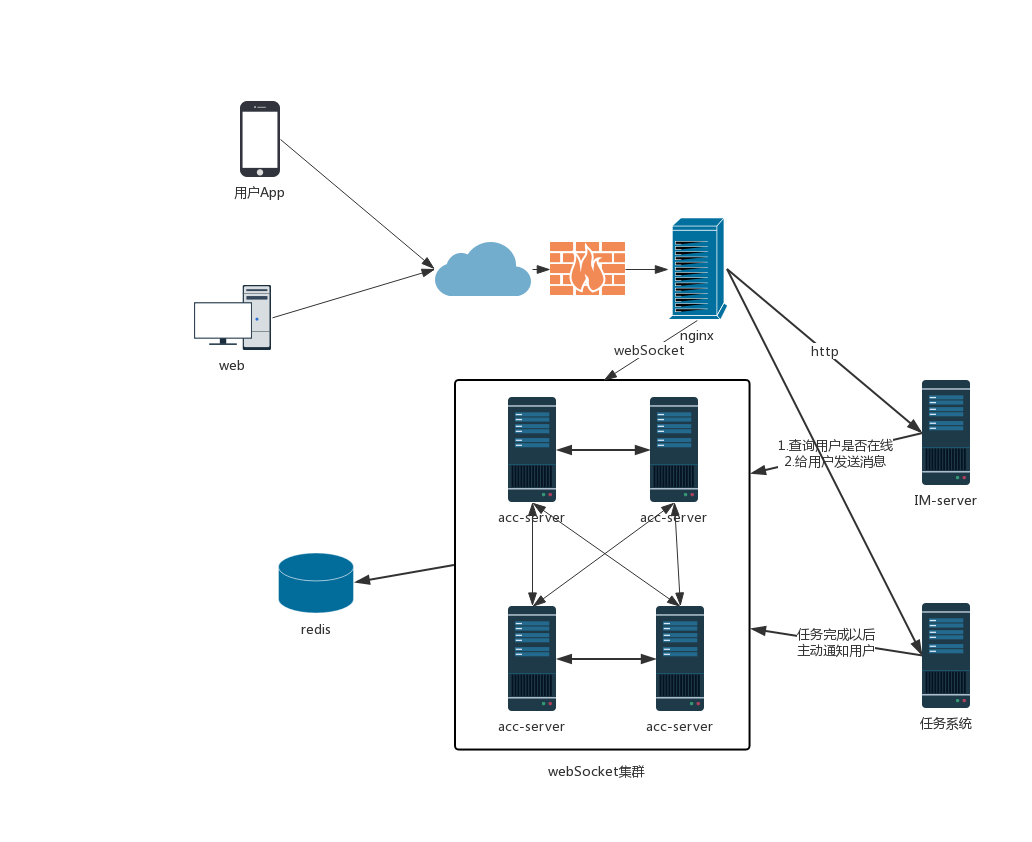 用户App
web
nginx
webSocket
http
1.查询用户是否在线
2.给用户发送消息
IM-server
acc-server
acc-server
redis
任务完成以后
主动通知用户
任务系统
acc-server
acc-server
webSocket集群